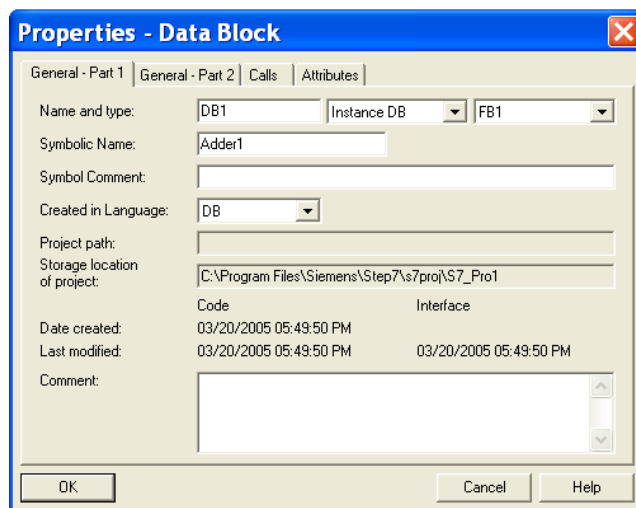 Properties - Data Block
General - Part 1 General - Part 2 Calls Attributes
Name and type: DB1 Instance DB FB1
Symbolic Name: Adder1
Symbol Comment:
Created in Language: DB
Project path:
Storage location
of project: C:\Program Files\Siemens\Step7\s7proj\S7_Pro1
Code Interface
Date created: 03/20/2005 05:49:50 PM
Last modified: 03/20/2005 05:49:50 PM 03/20/2005 05:49:50 PM
Comment:
OK Cancel Help